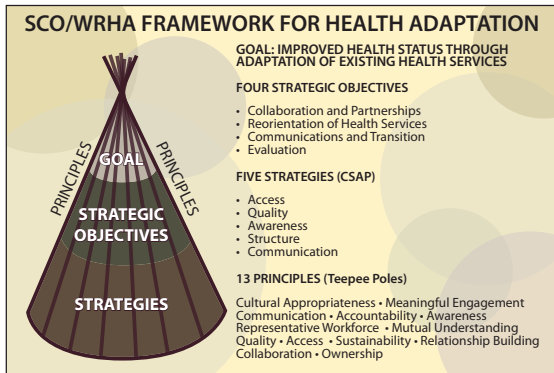 SCO/WRHA FRAMEWORK FOR HEALTH ADAPTATION
GOAL: IMPROVED HEALTH STATUS THROUGH
ADAPTATION OF EXISTING HEALTH SERVICES
FOUR STRATEGIC OBJECTIVES
• Collaboration and Partnerships
• Reorientation of Health Services
• Communications and Transition
• Evaluation
FIVE STRATEGIES (CSAP)
• Access
• Quality
• Awareness
• Structure
• Communication
13 PRINCIPLES (Teepee Poles)
Cultural Appropriateness • Meaningful Engagement
Communication • Accountability • Awareness
Representative Workforce • Mutual Understanding
Quality • Access • Sustainability • Relationship Building
Collaboration • Ownership
PRINCIPLES
PRINCIPLES
GOAL
STRATEGIC
OBJECTIVES
STRATEGIES